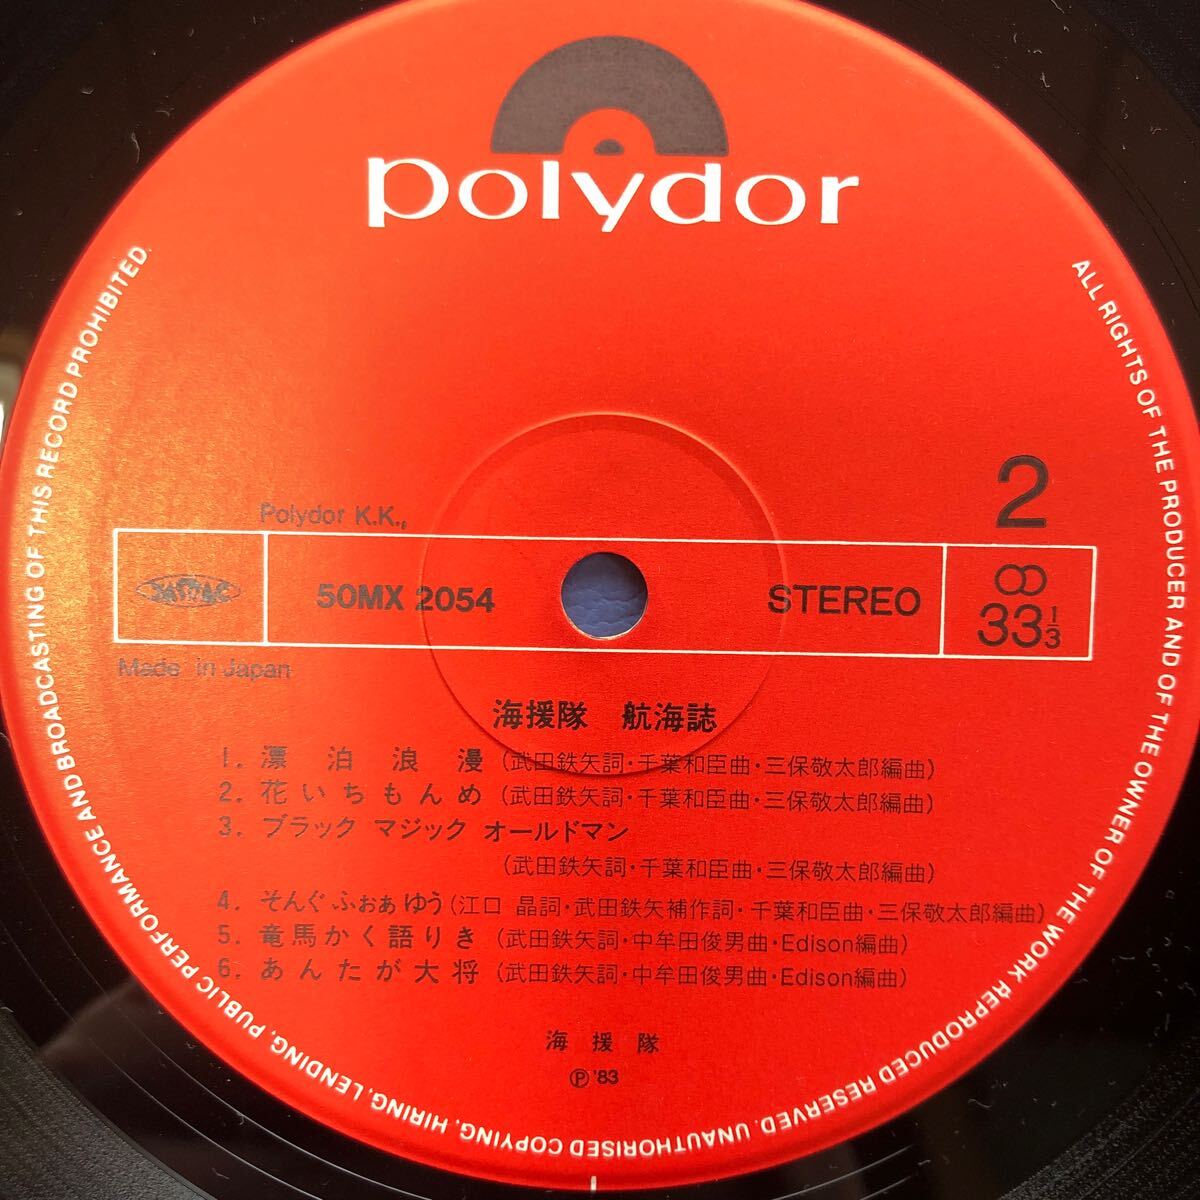 polydor
ALL RIGHTS OF THE PRODUCER AND OF THE OWNER OF THE WORK REPRODUCED RESERVED. UNAUTHORISED COPYING, HIRING, LENDING, PUBLIC PERFORMANCE AND BROADCASTING OF THIS RECORD PROHIBITED.
2
Polydor K.K.,
50MX 2054
STEREO
33 1/3
Made in Japan
海援隊 航海誌
1. 漂泊浪漫 (武田鉄矢詞・千葉和臣曲・三保敬太郎編曲)
2. 花いちもんめ (武田鉄矢詞・千葉和臣曲・三保敬太郎編曲)
3. ブラック マジック オールドマン
(武田鉄矢詞・千葉和臣曲・三保敬太郎編曲)
4. そんぐ ふぉぁ ゆう (江口 晶詞・武田鉄矢補作詞・千葉和臣曲・三保敬太郎編曲)
5. 竜馬かく語りき (武田鉄矢詞・中牟田俊男曲・Edison編曲)
6. あんたが大将 (武田鉄矢詞・中牟田俊男曲・Edison編曲)
海援隊
Ⓟ '83